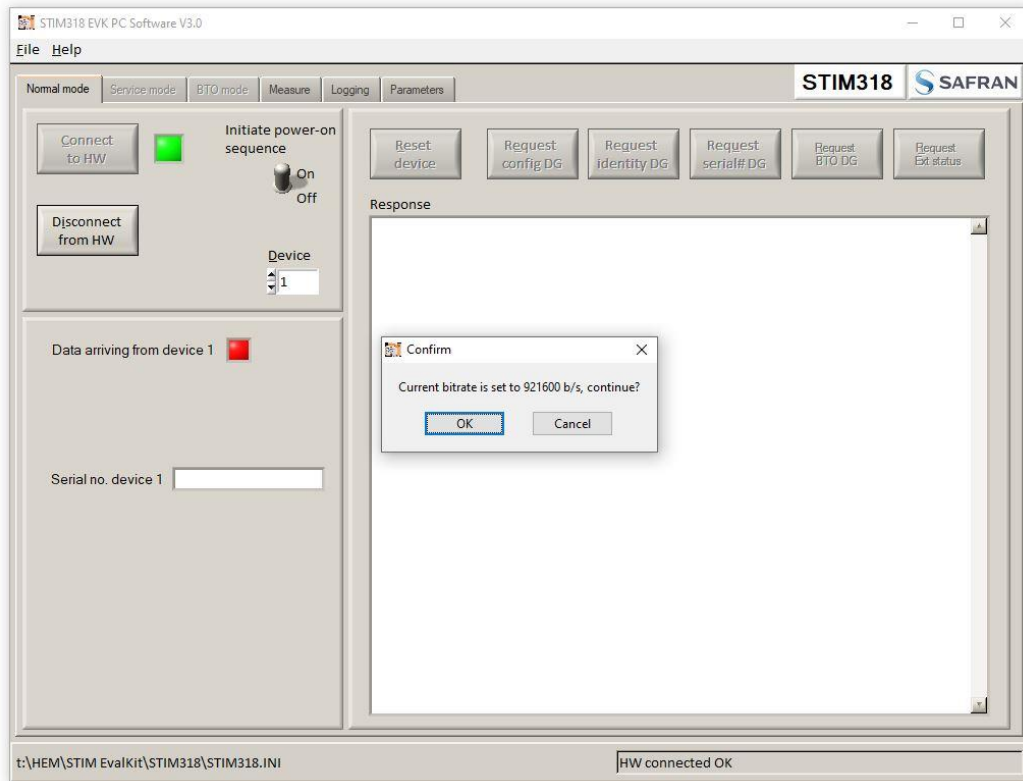 STIM318 EVK PC Software V3.0
File Help
Normal mode Service mode BTO mode Measure Logging Parameters
STIM318 SAFRAN
Connect
to HW
Initiate power-on
sequence
On
Off
Disconnect
from HW
Device
1
Reset
device
Request
config DG
Request
identity DG
Request
serial# DG
Request
BTO DG
Request
Ext status
Response
Data arriving from device 1
Serial no. device 1
Confirm
Current bitrate is set to 921600 b/s, continue?
OK Cancel
t:\HEM\STIM EvalKit\STIM318\STIM318.INI
HW connected OK